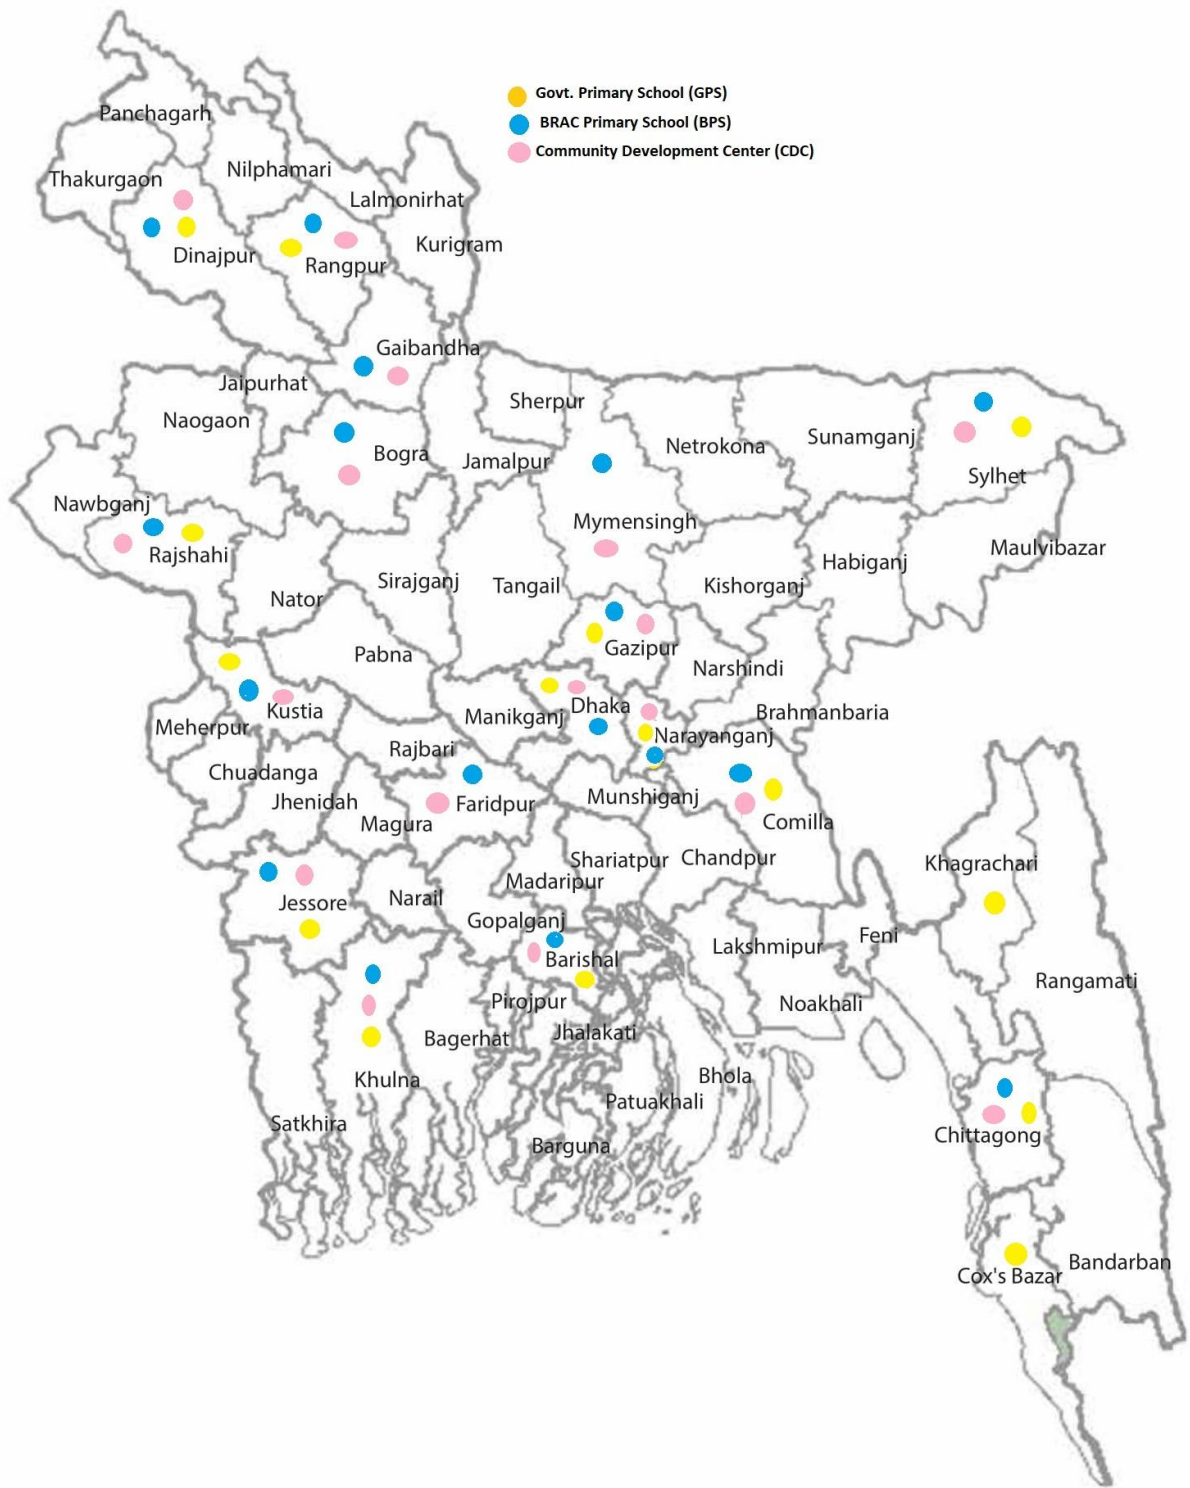 Govt. Primary School (GPS)
BRAC Primary School (BPS)
Community Development Center (CDC)
Panchagarh
Thakurgaon
Nilphamari
Lalmonirhat
Kurigram
Dinajpur
Rangpur
Gaibandha
Jaipurhat
Naogaon
Sherpur
Bogra
Jamalpur
Netrokona
Sunamganj
Sylhet
Nawbganj
Rajshahi
Mymensingh
Maulvibazar
Habiganj
Nator
Sirajganj
Tangail
Kishorganj
Pabna
Gazipur
Narshindi
Kustia
Meherpur
Manikganj
Dhaka
Brahmanbaria
Narayanganj
Rajbari
Chuadanga
Jhenidah
Magura
Faridpur
Munshiganj
Comilla
Shariatpur
Chandpur
Khagrachari
Madaripur
Jessore
Narail
Gopalganj
Barishal
Lakshmipur
Feni
Rangamati
Pirojpur
Noakhali
Bagerhat
Jhalakati
Khulna
Bhola
Patuakhali
Satkhira
Barguna
Chittagong
Cox's Bazar
Bandarban